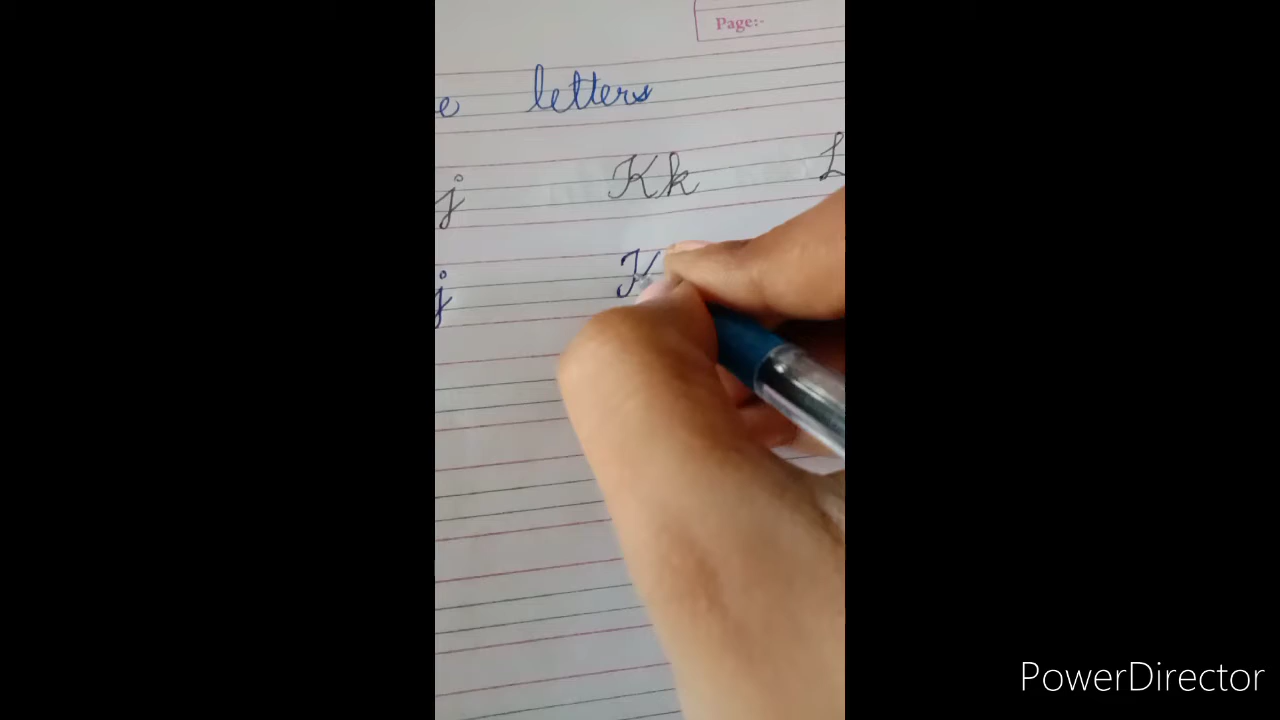 Page:-
e letters
j Kk L
j K
PowerDirector